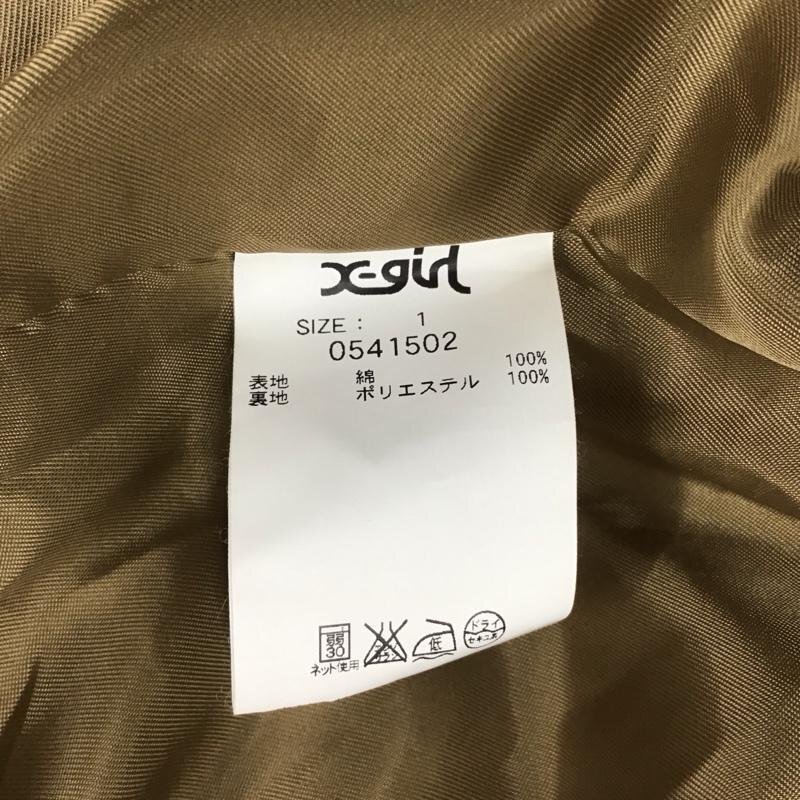 X-girl
SIZE : 1
0541502
表地 綿 100%
裏地 ポリエステル 100%
弱
30
ネット使用
低
ドライ
セキユ系